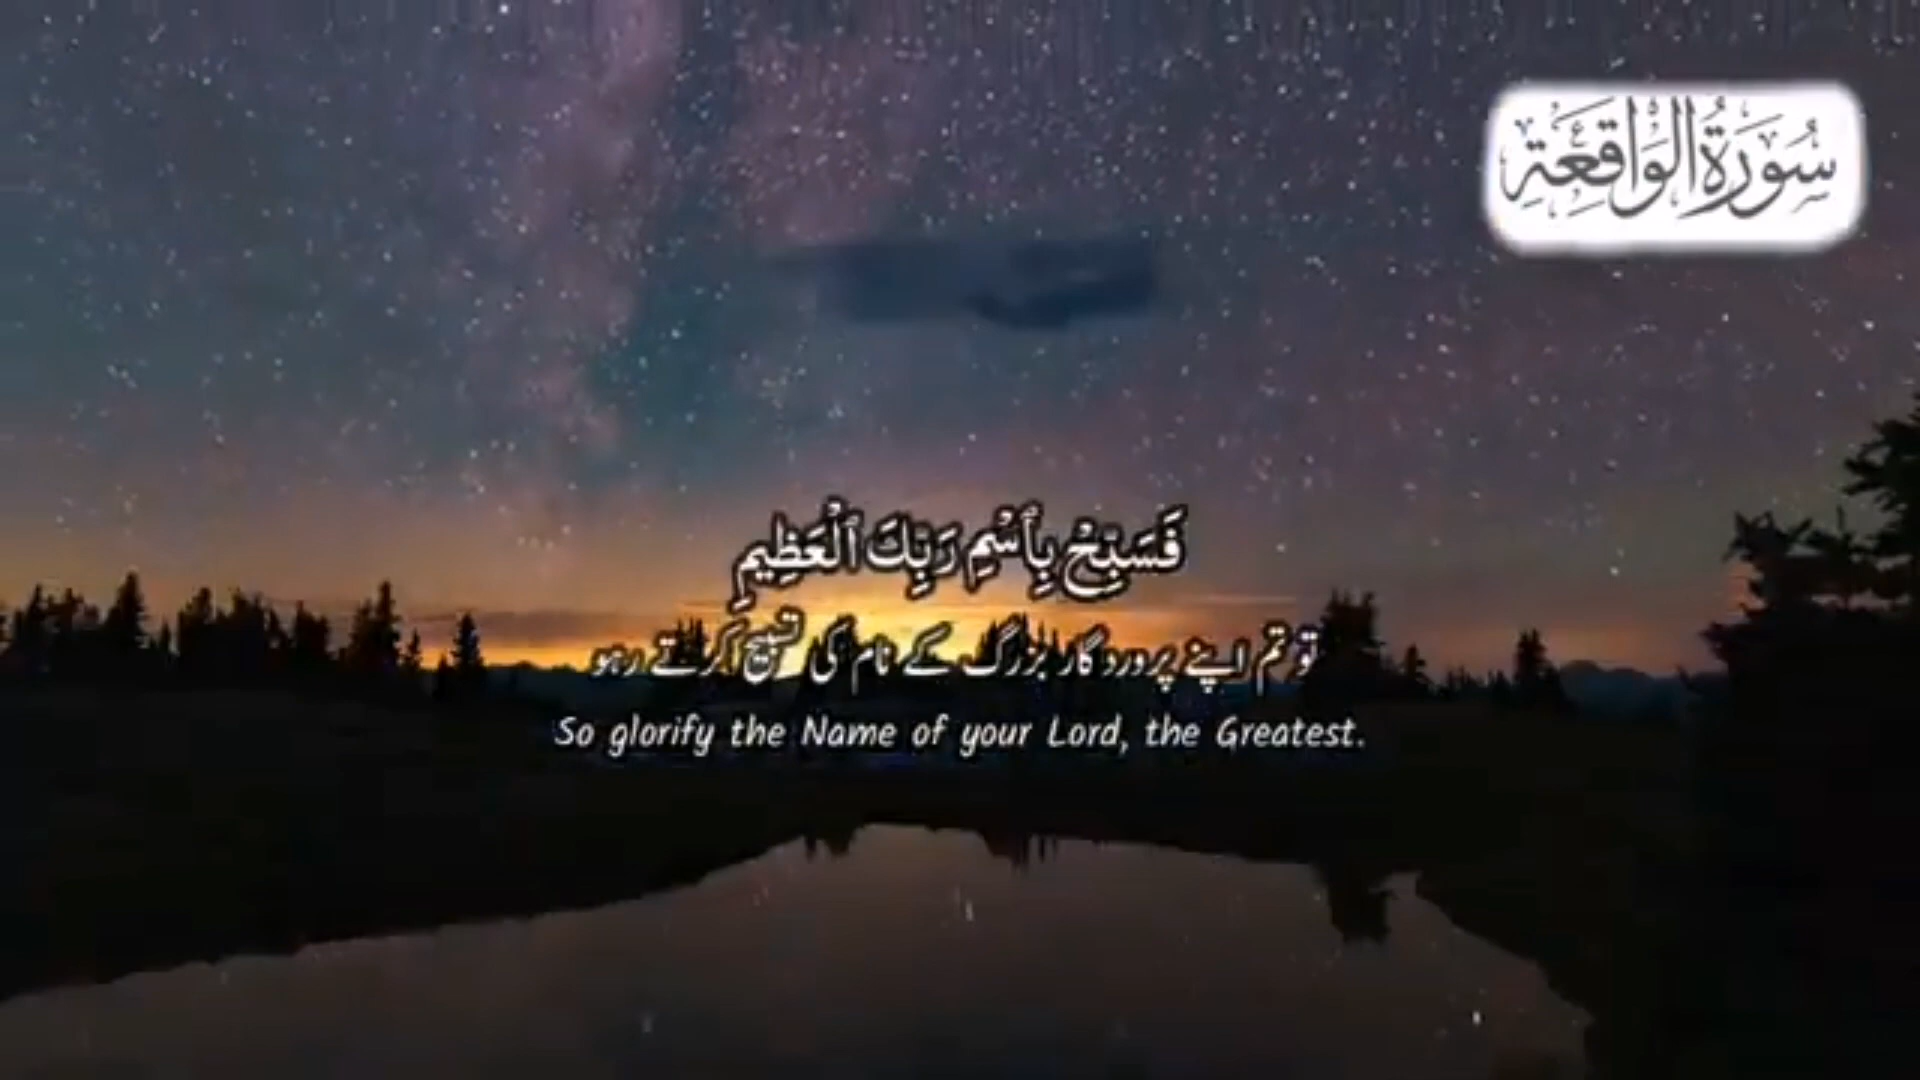 سُورَةُ الوَاقِعَةِ
فَسَبِّحْ بِٱسْمِ رَبِّكَ ٱلْعَظِيمِ
تو تم اپنے پروردگار بزرگ کے نام کی تسبیح کرتے رہو
So glorify the Name of your Lord, the Greatest.